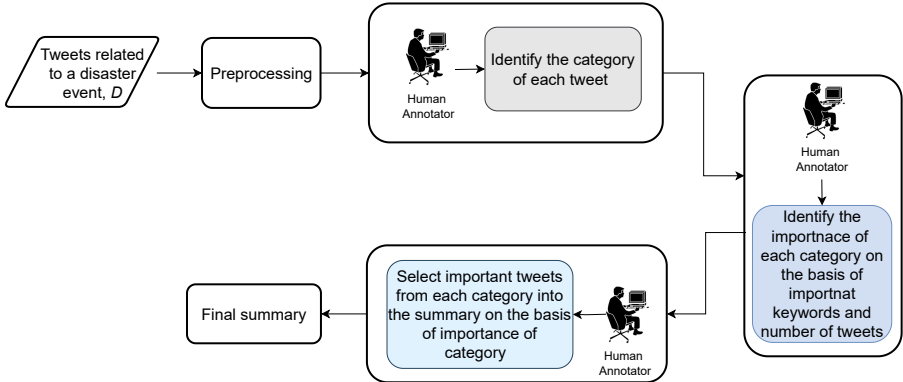 Tweets related
to a disaster
event, D
Preprocessing
Human
Annotator
Identify the category
of each tweet
Human
Annotator
Identify the
importnace of
each category on
the basis of
importnat
keywords and
number of tweets
Human
Annotator
Select important tweets
from each category into
the summary on the basis
of importance of
category
Final summary